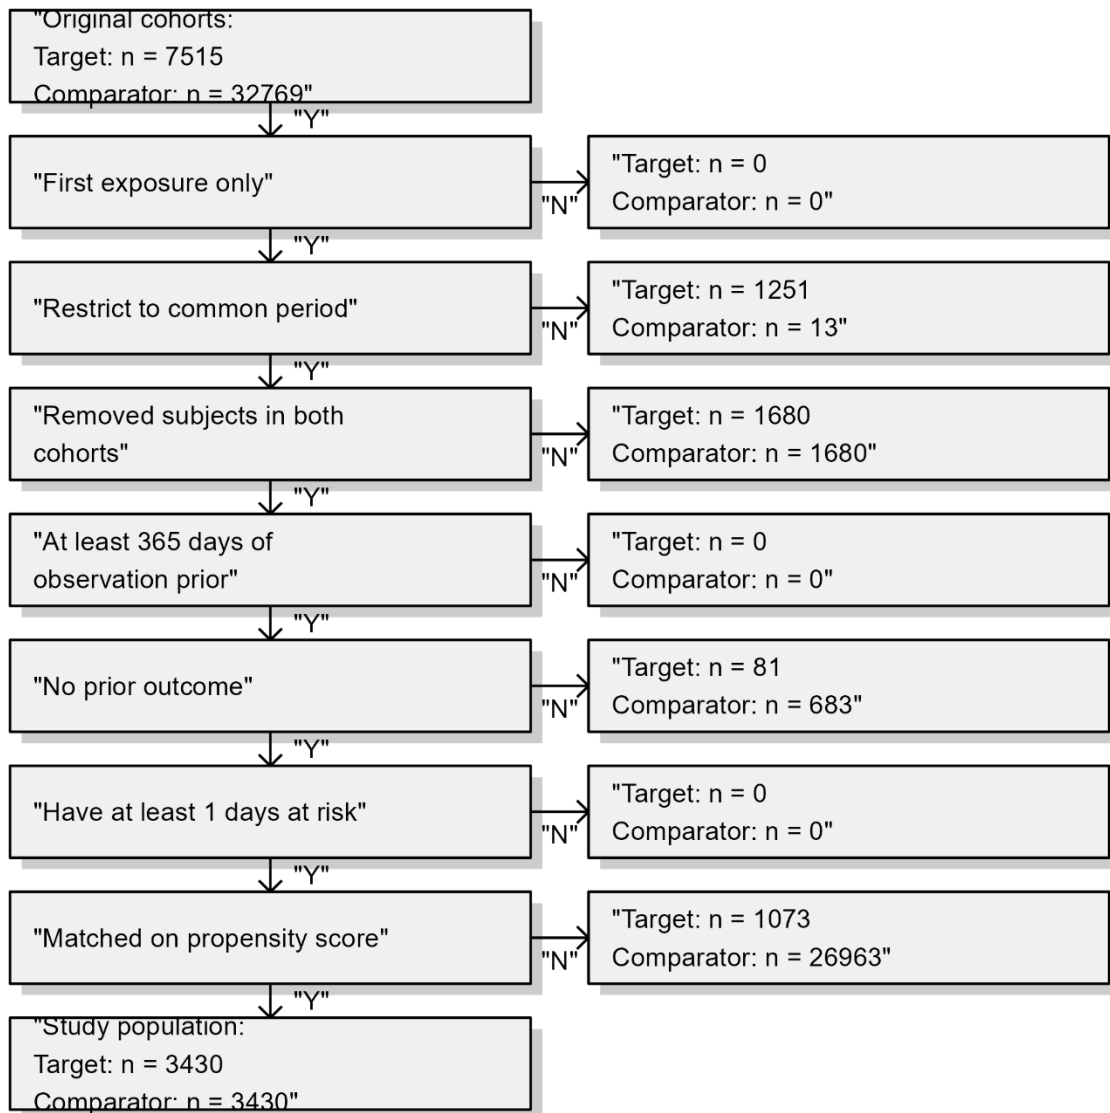 "Original cohorts:
Target: n = 7515
Comparator: n = 32769"
"Y"
"First exposure only"
"N"
"Target: n = 0
Comparator: n = 0"
"Y"
"Restrict to common period"
"N"
"Target: n = 1251
Comparator: n = 13"
"Y"
"Removed subjects in both
cohorts"
"N"
"Target: n = 1680
Comparator: n = 1680"
"Y"
"At least 365 days of
observation prior"
"N"
"Target: n = 0
Comparator: n = 0"
"Y"
"No prior outcome"
"N"
"Target: n = 81
Comparator: n = 683"
"Y"
"Have at least 1 days at risk"
"N"
"Target: n = 0
Comparator: n = 0"
"Y"
"Matched on propensity score"
"N"
"Target: n = 1073
Comparator: n = 26963"
"Y"
"Study population:
Target: n = 3430
Comparator: n = 3430"